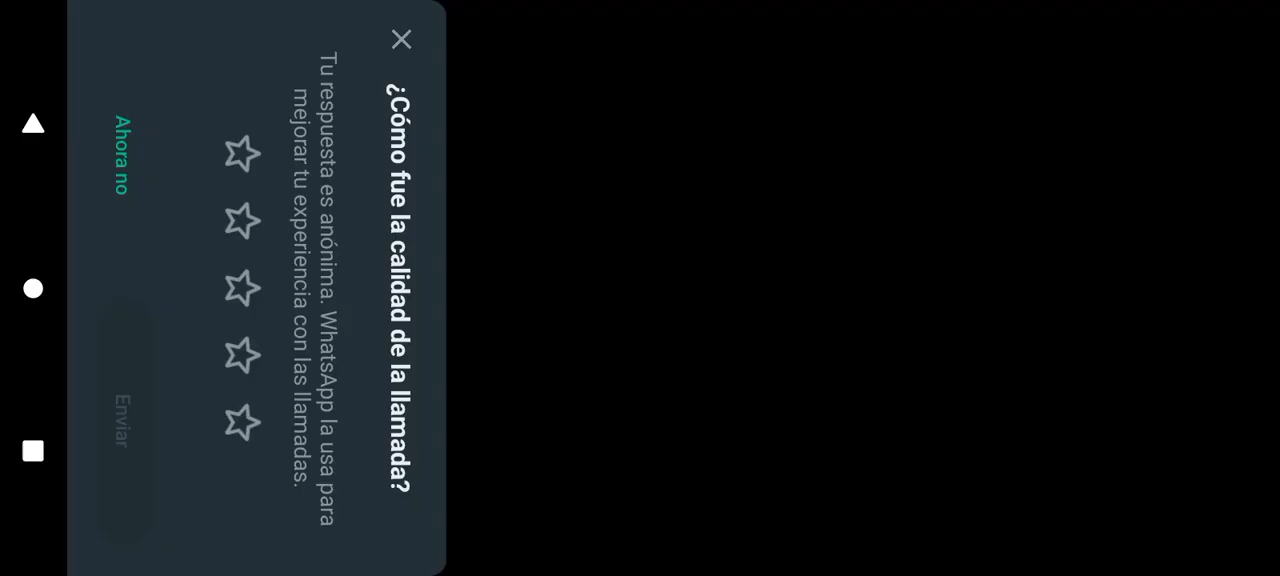 ¿Cómo fue la calidad de la llamada?
Tu respuesta es anónima. WhatsApp la usa para
mejorar tu experiencia con las llamadas.
Ahora no
Enviar